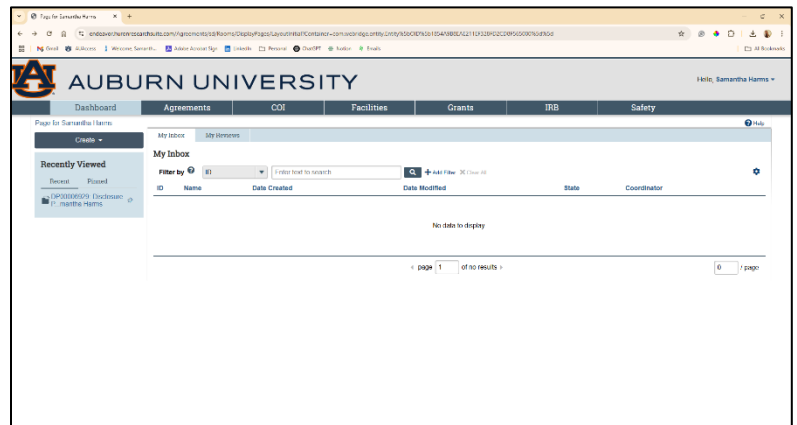 Page for Samantha Harms
All Bookmarks
AUBURN UNIVERSITY
Hello, Samantha Harms
Dashboard Agreements COI Facilities Grants IRB Safety
Page for Samantha Harms
Help
Create
My Inbox My Reviews
Recently Viewed
Recent Pinned
My Inbox
Filter by ID Enter text to search Add Filter Clear All
ID Name Date Created Date Modified State Coordinator
Disclosure
No data to display
page 1 of no results
0 / page